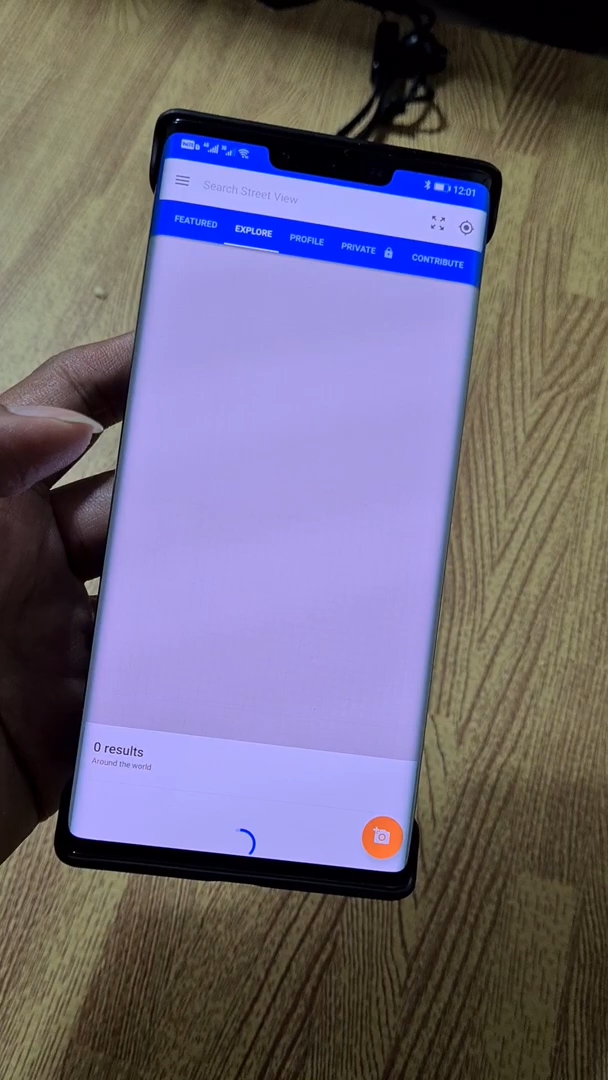 12:01
Search Street View
FEATURED
EXPLORE
PROFILE
PRIVATE
CONTRIBUTE
0 results
Around the world